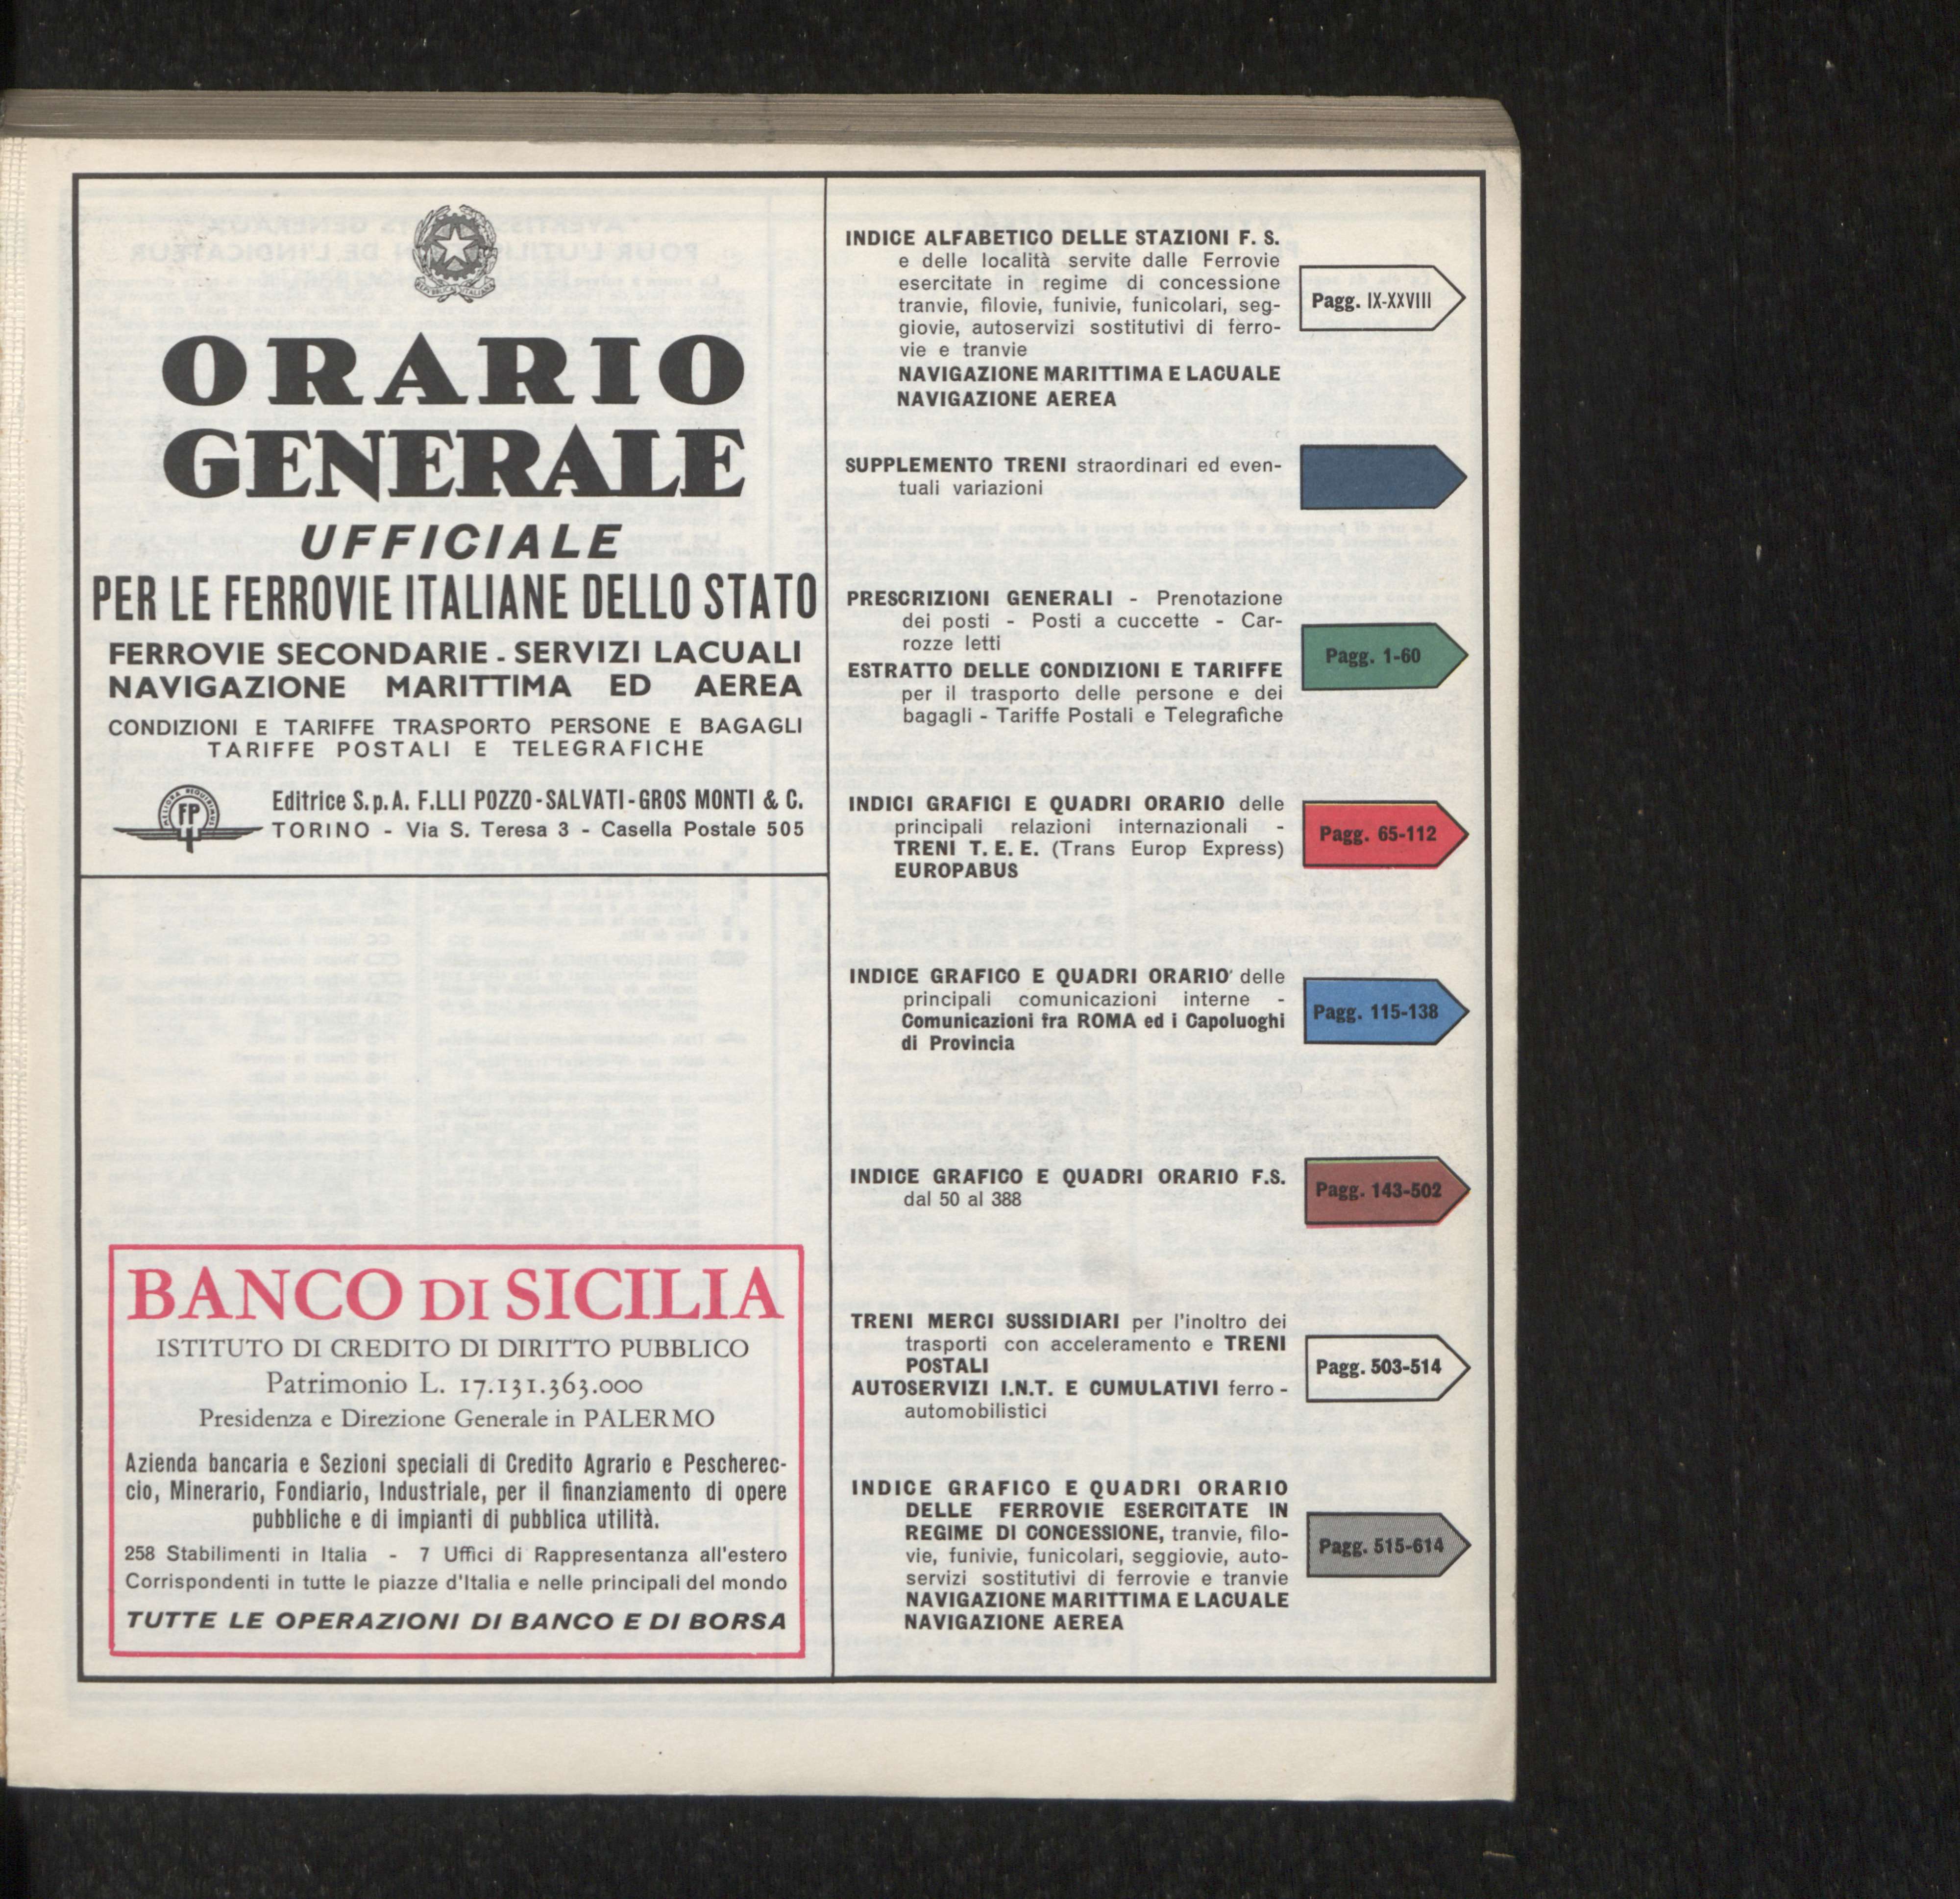 ORARIO
GENERALE
UFFICIALE
PER LE FERROVIE ITALIANE DELLO STATO
FERROVIE SECONDARIE - SERVIZI LACUALI
NAVIGAZIONE MARITTIMA ED AEREA
CONDIZIONI E TARIFFE TRASPORTO PERSONE E BAGAGLI
TARIFFE POSTALI E TELEGRAFICHE
FP
Editrice S.p.A. F.LLI POZZO-SALVATI-GROS MONTI & C.
TORINO - Via S. Teresa 3 - Casella Postale 505
BANCO DI SICILIA
ISTITUTO DI CREDITO DI DIRITTO PUBBLICO
Patrimonio L. 17.131.363.000
Presidenza e Direzione Generale in PALERMO
Azienda bancaria e Sezioni speciali di Credito Agrario e Pescherec-
cio, Minerario, Fondiario, Industriale, per il finanziamento di opere
pubbliche e di impianti di pubblica utilità.
258 Stabilimenti in Italia - 7 Uffici di Rappresentanza all'estero
Corrispondenti in tutte le piazze d'Italia e nelle principali del mondo
TUTTE LE OPERAZIONI DI BANCO E DI BORSA
INDICE ALFABETICO DELLE STAZIONI F. S.
e delle località servite dalle Ferrovie
esercitate in regime di concessione
tranvie, filovie, funivie, funicolari, seg-
giovie, autoservizi sostitutivi di ferro-
vie e tranvie
NAVIGAZIONE MARITTIMA E LACUALE
NAVIGAZIONE AEREA
Pagg. IX-XXVIII
SUPPLEMENTO TRENI straordinari ed even-
tuali variazioni
PRESCRIZIONI GENERALI - Prenotazione
dei posti - Posti a cuccette - Car-
rozze letti
ESTRATTO DELLE CONDIZIONI E TARIFFE
per il trasporto delle persone e dei
bagagli - Tariffe Postali e Telegrafiche
Pagg. 1-60
INDICI GRAFICI E QUADRI ORARIO delle
principali relazioni internazionali -
TRENI T. E. E. (Trans Europ Express)
EUROPABUS
Pagg. 65-112
INDICE GRAFICO E QUADRI ORARIO delle
principali comunicazioni interne -
Comunicazioni fra ROMA ed i Capoluoghi
di Provincia
Pagg. 115-138
INDICE GRAFICO E QUADRI ORARIO F.S.
dal 50 al 388
Pagg. 143-502
TRENI MERCI SUSSIDIARI per l'inoltro dei
trasporti con acceleramento e TRENI
POSTALI
AUTOSERVIZI I.N.T. E CUMULATIVI ferro-
automobilistici
Pagg. 503-514
INDICE GRAFICO E QUADRI ORARIO
DELLE FERROVIE ESERCITATE IN
REGIME DI CONCESSIONE, tranvie, filo-
vie, funivie, funicolari, seggiovie, auto-
servizi sostitutivi di ferrovie e tranvie
NAVIGAZIONE MARITTIMA E LACUALE
NAVIGAZIONE AEREA
Pagg. 515-614